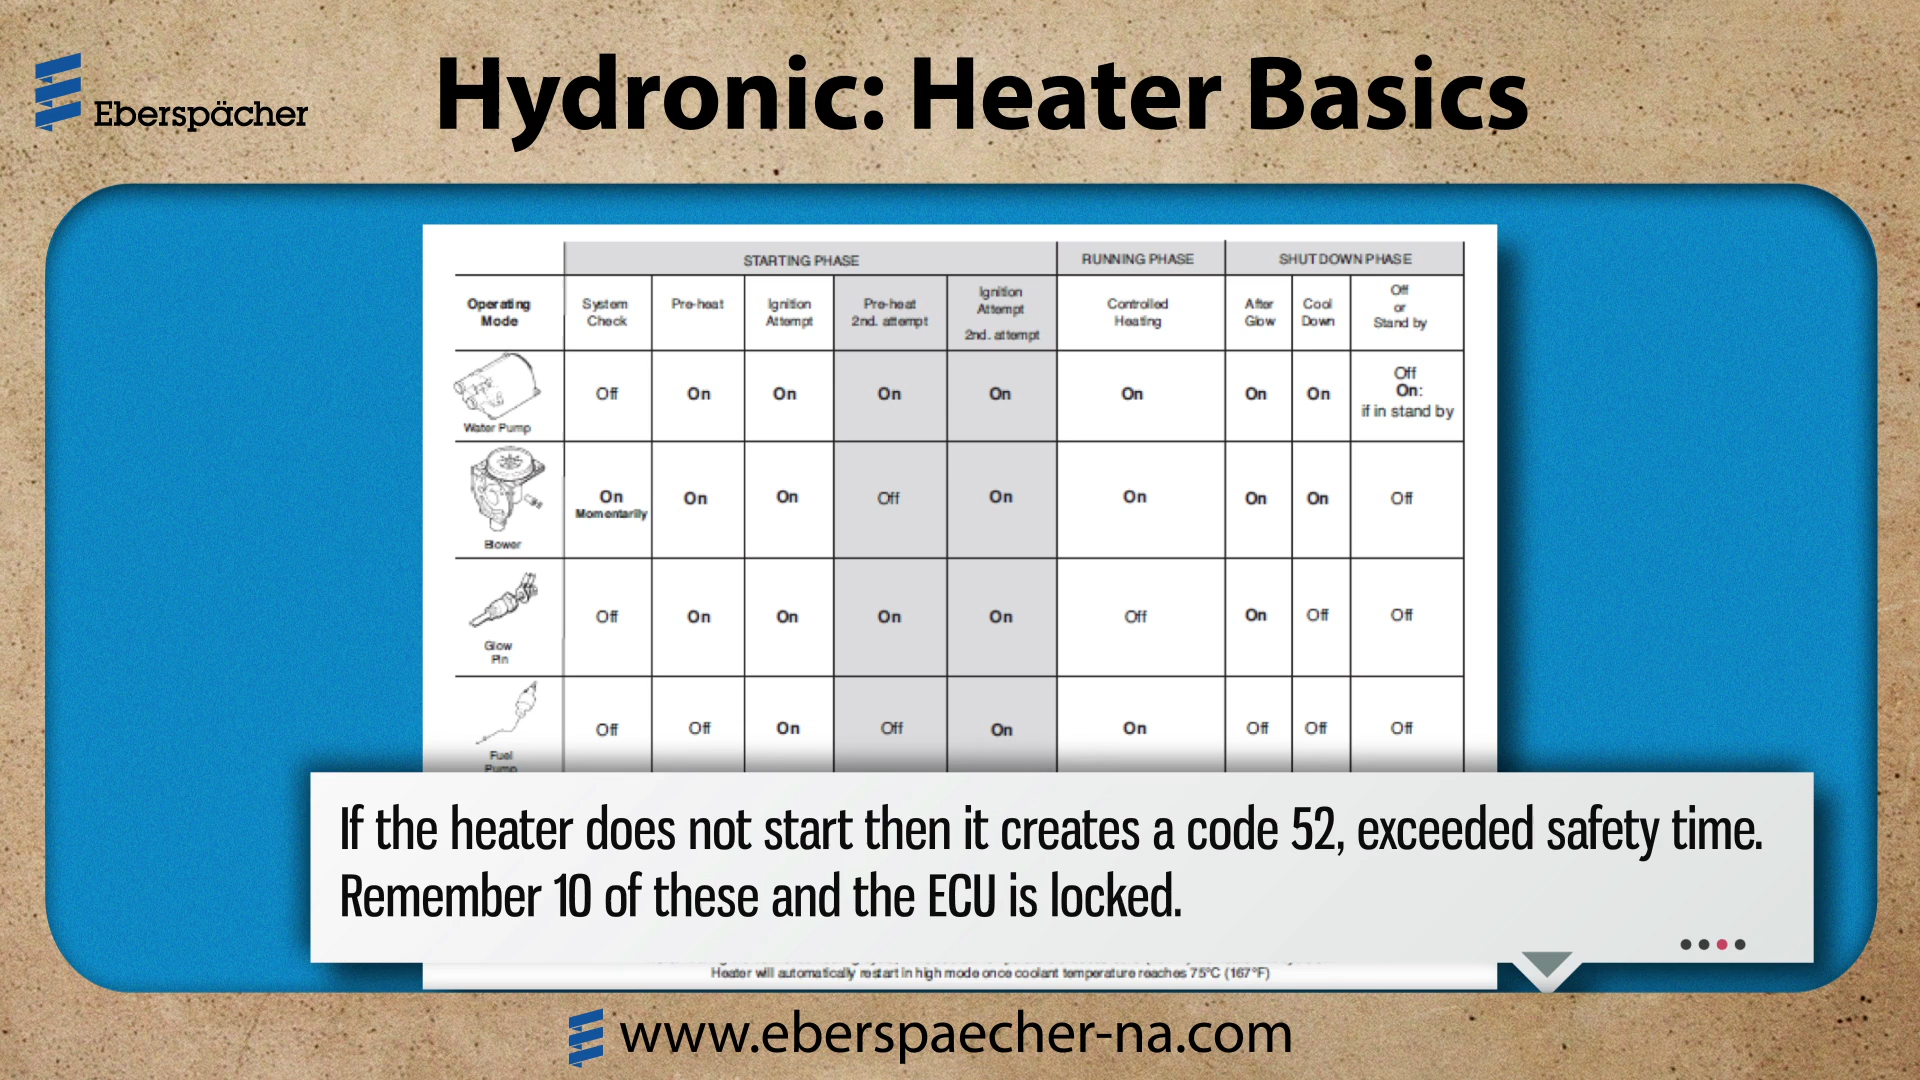 Eberspächer
Hydronic: Heater Basics
STARTING PHASE RUNNING PHASE SHUTDOWN PHASE
Operating Mode System Check Pre-heat Ignition Attempt Pre-heat 2nd. attempt Ignition Attempt 2nd. attempt Controlled Heating After Glow Cool Down Off or Stand by
Water Pump Off On On On On On On On Off On: if in stand by
Blower On Momentarily On On Off On On On On Off
Glow Pin Off On On On On Off On Off Off
Fuel Pump Off Off On Off On On Off Off Off
If the heater does not start then it creates a code 52, exceeded safety time.
Remember 10 of these and the ECU is locked.
Heater will automatically restart in high mode once coolant temperature reaches 75°C (167°F)
www.eberspaecher-na.com